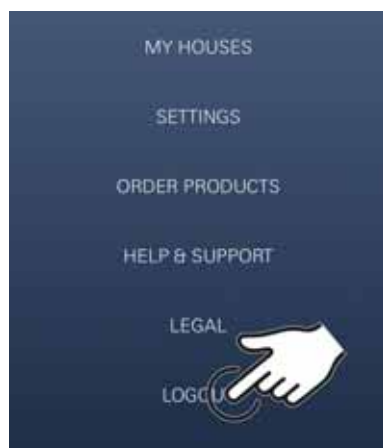 MY HOUSES
SETTINGS
ORDER PRODUCTS
HELP & SUPPORT
LEGAL